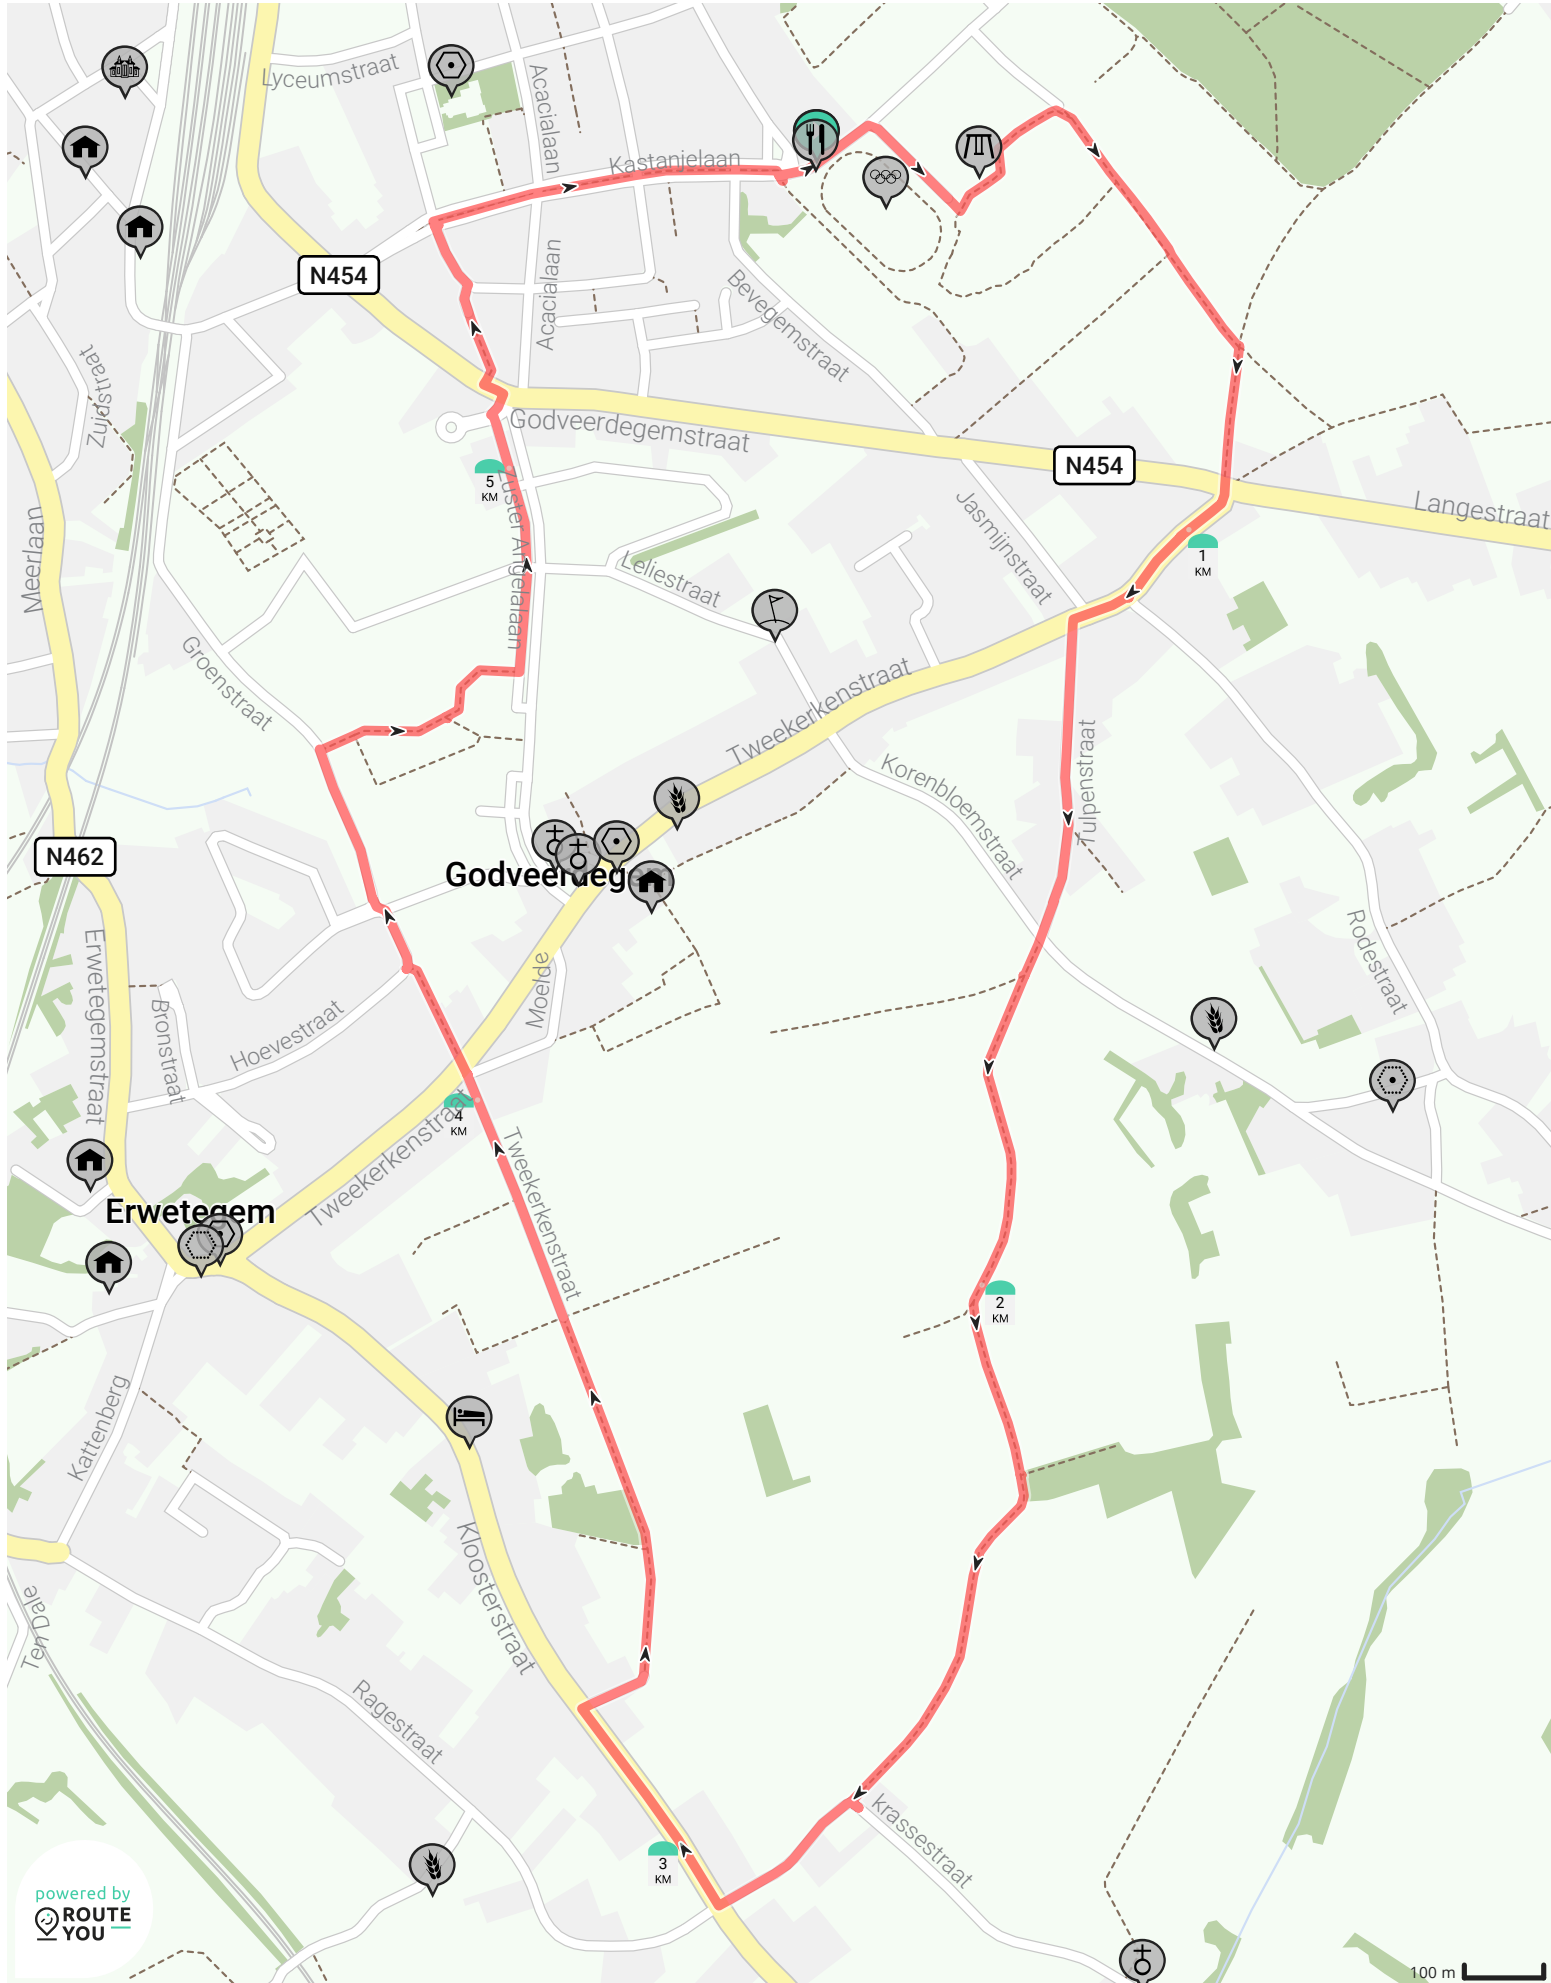 Lyceumstraat
Acacialaan
Kastanjelaan
N454
Acacialaan
Bevegemstraat
Zuidstraat
Godveerdegemstraat
N454
Langestraat
5
KM
Zuster Angelalaan
Jasmijnstraat
1
KM
Meerlaan
Leliestraat
Groenstraat
Tweekerkenstraat
Tulpenstraat
Korenbloemstraat
N462
Godveerdegem
Rodestraat
Erwetegemstraat
Moelde
Bronstraat
Hoevestraat
4
KM
Tweekerkenstraat
Tweekerkenstraat
Erwetegem
2
KM
Kattenberg
Kloosterstraat
Ten Dale
Ragestraat
krassestraat
3
KM
powered by
ROUTE
YOU
100 m